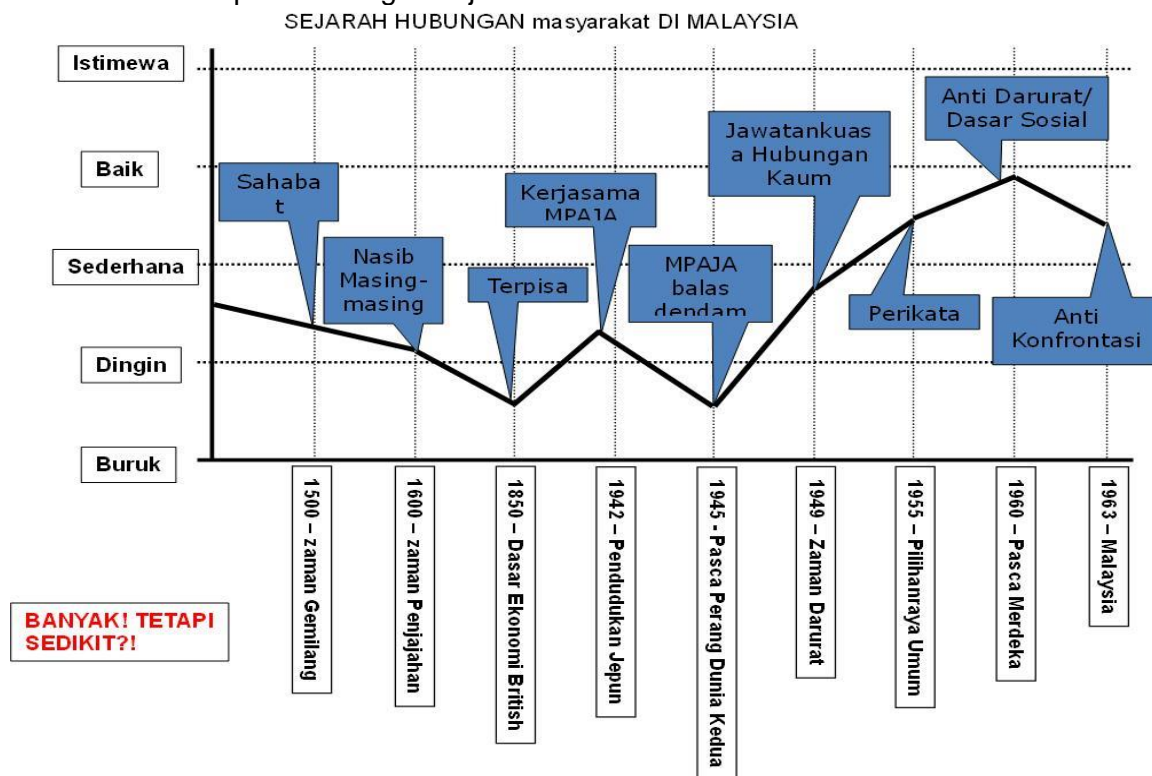 SEJARAH HUBUNGAN masyarakat DI MALAYSIA
Istimewa
Baik
Sederhana
Dingin
Buruk
Sahaba
t
Nasib
Masing-
masing
Terpisa
Kerjasama
MPAJA
MPAJA
balas
dendam
Jawatankuas
a Hubungan
Kaum
Perikata
Anti Darurat/
Dasar Sosial
Anti
Konfrontasi
1500 – zaman Gemilang
1600 – zaman Penjajahan
1850 – Dasar Ekonomi British
1942 – Pendudukan Jepun
1945 - Pasca Perang Dunia Kedua
1949 – Zaman Darurat
1955 – Pilihanraya Umum
1960 – Pasca Merdeka
1963 – Malaysia
BANYAK! TETAPI
SEDIKIT?!